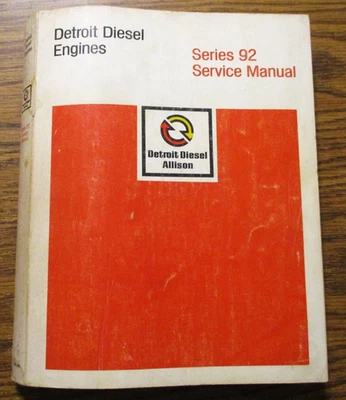 Detroit Diesel
Engines
Series 92
Service Manual
Detroit Diesel
Allison